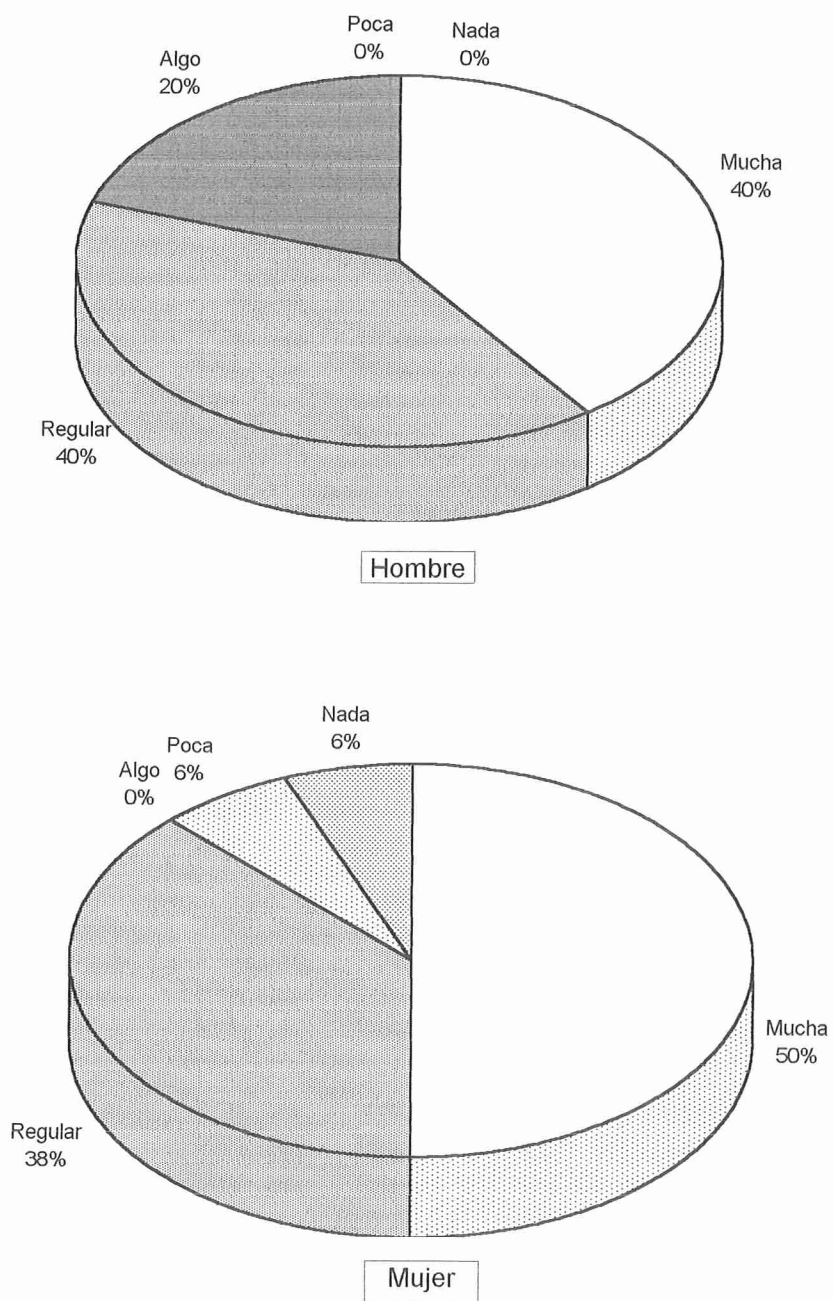 Poca
0%
Nada
0%
Algo
20%
Mucha
40%
Regular
40%
Hombre
Nada
6%
Poca
6%
Algo
0%
Mucha
50%
Regular
38%
Mujer